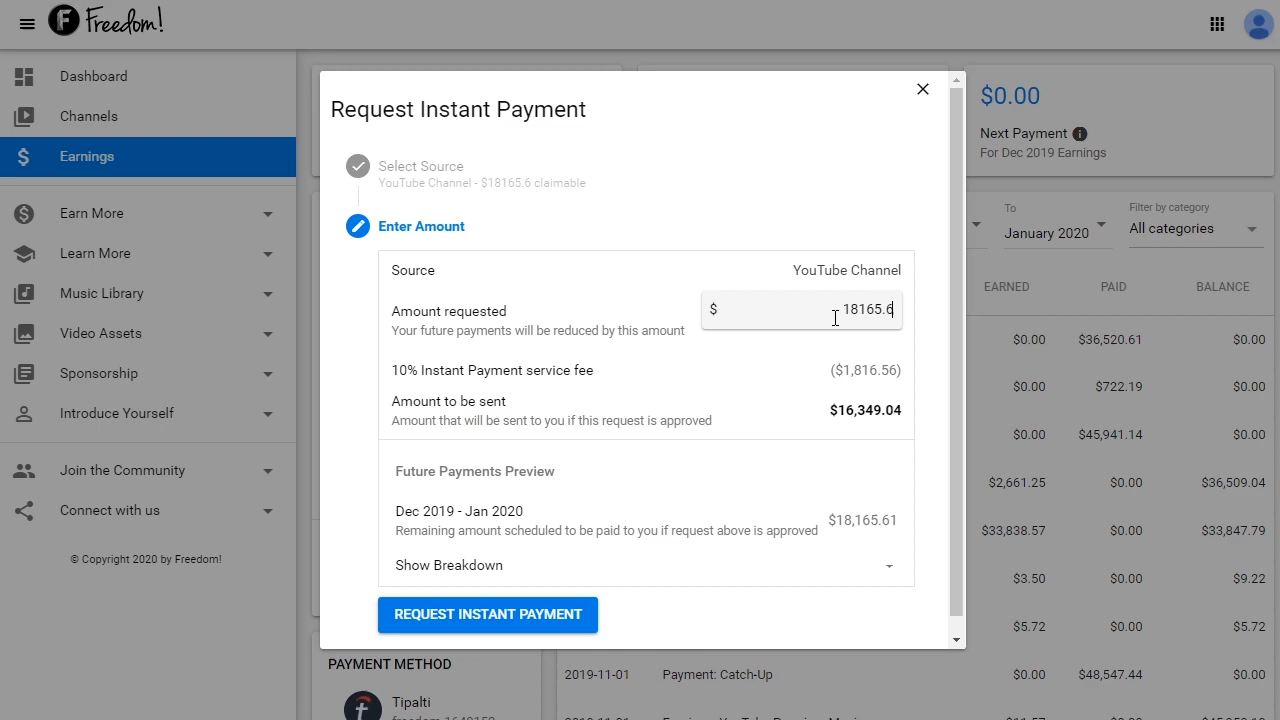 Freedom!
Dashboard
Channels
Earnings
Earn More
Learn More
Music Library
Video Assets
Sponsorship
Introduce Yourself
Join the Community
Connect with us
© Copyright 2020 by Freedom!
Request Instant Payment
Select Source
YouTube Channel - $18165.6 claimable
Enter Amount
Source YouTube Channel
Amount requested $ 18165.6
Your future payments will be reduced by this amount
10% Instant Payment service fee ($1,816.56)
Amount to be sent $16,349.04
Amount that will be sent to you if this request is approved
Future Payments Preview
Dec 2019 - Jan 2020 $18,165.61
Remaining amount scheduled to be paid to you if request above is approved
Show Breakdown
REQUEST INSTANT PAYMENT
$0.00
Next Payment
For Dec 2019 Earnings
To
January 2020
Filter by category
All categories
EARNED PAID BALANCE
$0.00 $36,520.61 $0.00
$0.00 $722.19 $0.00
$0.00 $45,941.14 $0.00
$2,661.25 $0.00 $36,509.04
$33,838.57 $0.00 $33,847.79
$3.50 $0.00 $9.22
$5.72 $0.00 $5.72
2019-11-01 Payment: Catch-Up $0.00 $48,547.44 $0.00
PAYMENT METHOD
Tipalti